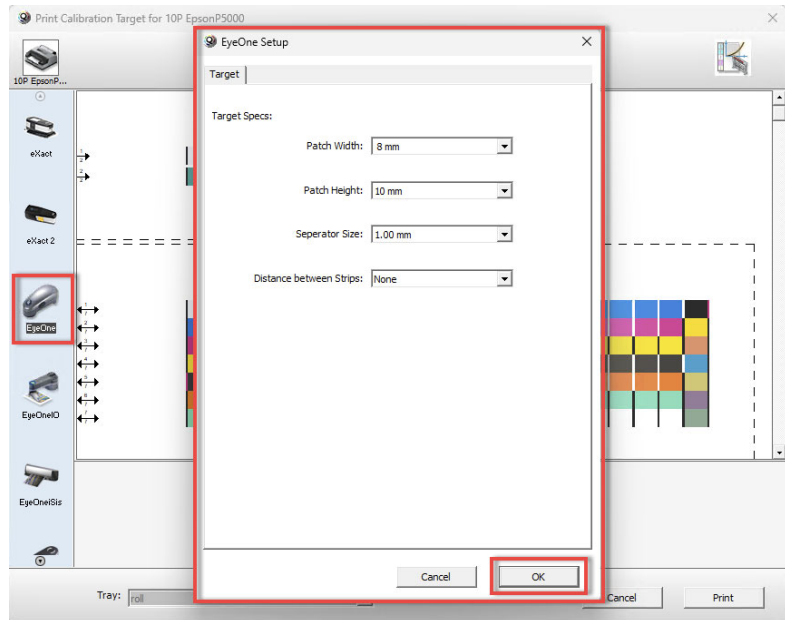 Print Calibration Target for 10P EpsonP5000
10P EpsonP...
eXact
eXact 2
EyeOne
EyeOneIO
EyeOneiSis
EyeOne Setup
Target
Target Specs:
Patch Width: 8 mm
Patch Height: 10 mm
Seperator Size: 1.00 mm
Distance between Strips: None
Cancel OK
Tray: roll
Cancel Print